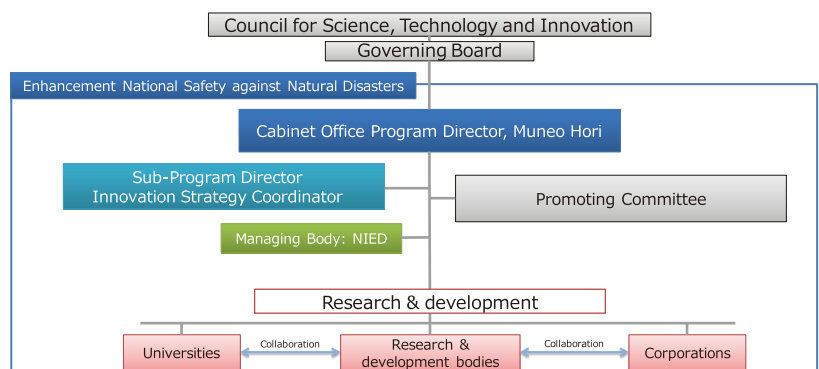 Council for Science, Technology and Innovation
Governing Board
Enhancement National Safety against Natural Disasters
Cabinet Office Program Director, Muneo Hori
Sub-Program Director
Innovation Strategy Coordinator
Promoting Committee
Managing Body: NIED
Research & development
Universities
Collaboration
Research &
development bodies
Collaboration
Corporations